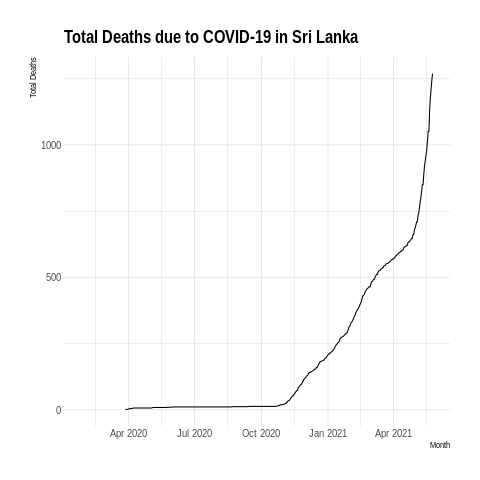 Total Deaths due to COVID-19 in Sri Lanka
Total Deaths
1000
500
0
Apr 2020 Jul 2020 Oct 2020 Jan 2021 Apr 2021
Month